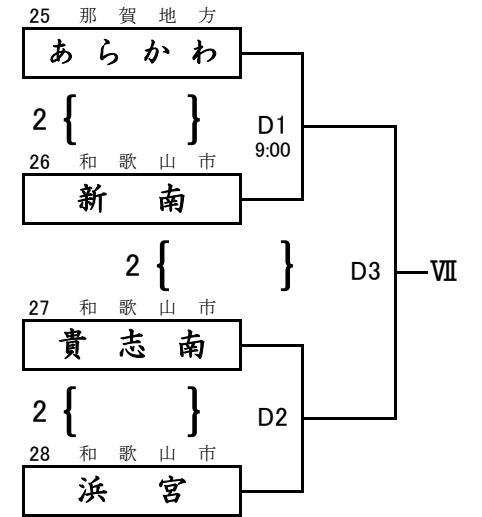 25 那賀地方
あらかわ
2 { }
D1
9:00
26 和歌山市
新南
2 { }
D3
Ⅶ
27 和歌山市
貴志南
2 { }
D2
28 和歌山市
浜宮